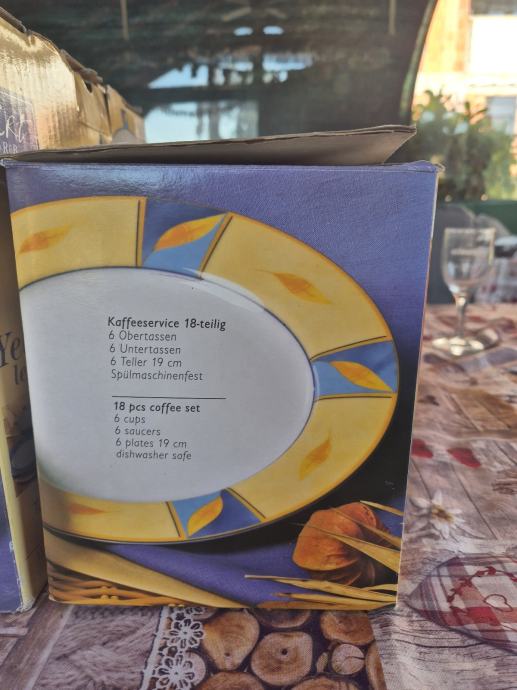 Kaffeeservice 18-teilig
6 Obertassen
6 Untertassen
6 Teller 19 cm
Spülmaschinenfest
18 pcs coffee set
6 cups
6 saucers
6 plates 19 cm
dishwasher safe